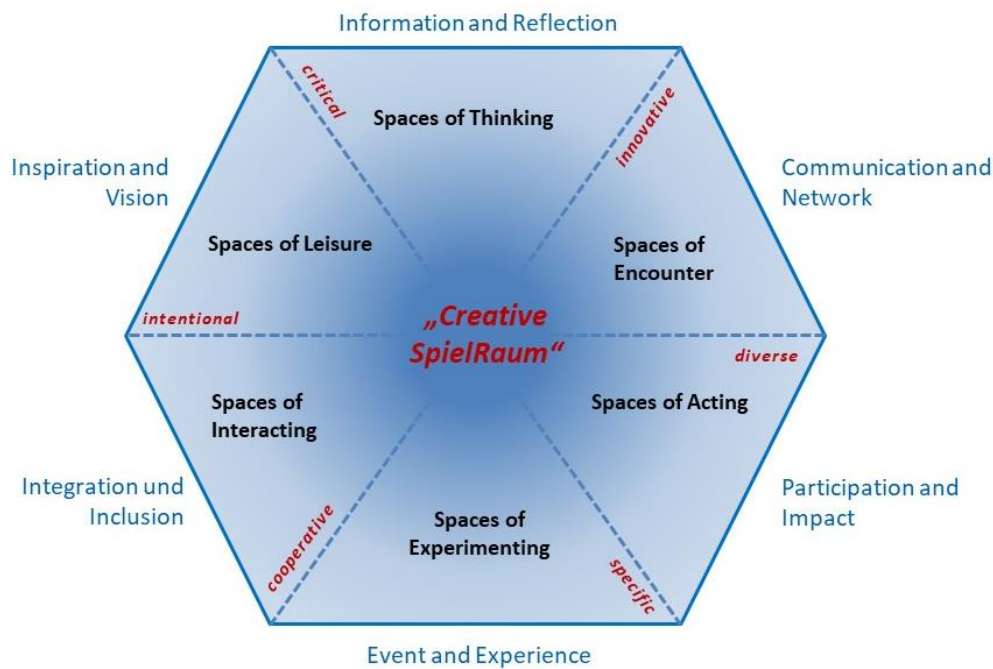 Information and Reflection
critical
innovative
Spaces of Thinking
Inspiration and
Vision
Communication and
Network
Spaces of Leisure
Spaces of
Encounter
intentional
„Creative
SpielRaum“
diverse
Spaces of
Interacting
Spaces of Acting
Integration und
Inclusion
Participation and
Impact
cooperative
Spaces of
Experimenting
specific
Event and Experience